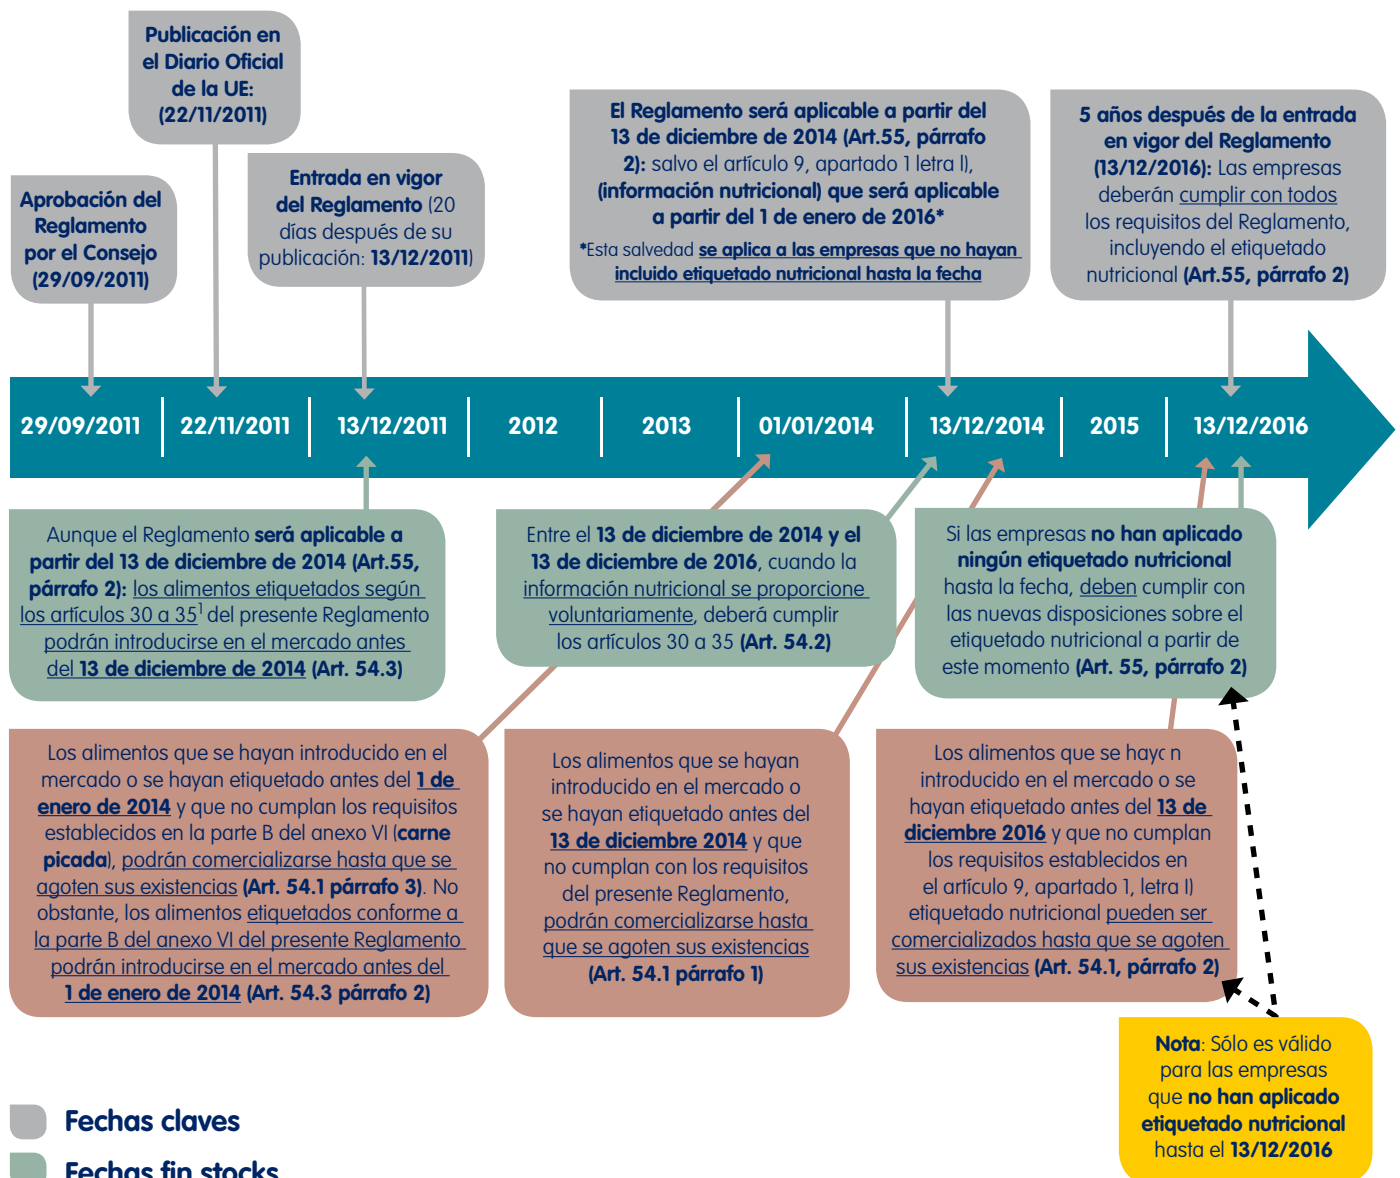 Publicación en
el Diario Oficial
de la UE:
(22/11/2011)
Aprobación del
Reglamento
por el Consejo
(29/09/2011)
Entrada en vigor
del Reglamento (20
días después de su
publicación: 13/12/2011)
El Reglamento será aplicable a partir del
13 de diciembre de 2014 (Art.55, párrafo
2): salvo el artículo 9, apartado 1 letra l),
(información nutricional) que será aplicable
a partir del 1 de enero de 2016*
*Esta salvedad se aplica a las empresas que no hayan
incluido etiquetado nutricional hasta la fecha
5 años después de la entrada
en vigor del Reglamento
(13/12/2016): Las empresas
deberán cumplir con todos
los requisitos del Reglamento,
incluyendo el etiquetado
nutricional (Art.55, párrafo 2)
29/09/2011
22/11/2011
13/12/2011
2012
2013
01/01/2014
13/12/2014
2015
13/12/2016
Aunque el Reglamento será aplicable a
partir del 13 de diciembre de 2014 (Art.55,
párrafo 2): los alimentos etiquetados según
los artículos 30 a 35¹ del presente Reglamento
podrán introducirse en el mercado antes
del 13 de diciembre de 2014 (Art. 54.3)
Entre el 13 de diciembre de 2014 y el
13 de diciembre de 2016, cuando la
información nutricional se proporcione
voluntariamente, deberá cumplir
los artículos 30 a 35 (Art. 54.2)
Si las empresas no han aplicado
ningún etiquetado nutricional
hasta la fecha, deben cumplir con
las nuevas disposiciones sobre el
etiquetado nutricional a partir de
este momento (Art. 55, párrafo 2)
Los alimentos que se hayan introducido en el
mercado o se hayan etiquetado antes del 1 de
enero de 2014 y que no cumplan los requisitos
establecidos en la parte B del anexo VI (carne
picada), podrán comercializarse hasta que se
agoten sus existencias (Art. 54.1 párrafo 3). No
obstante, los alimentos etiquetados conforme a
la parte B del anexo VI del presente Reglamento
podrán introducirse en el mercado antes del
1 de enero de 2014 (Art. 54.3 párrafo 2)
Los alimentos que se hayan
introducido en el mercado o
se hayan etiquetado antes del
13 de diciembre 2014 y que
no cumplan con los requisitos
del presente Reglamento,
podrán comercializarse hasta
que se agoten sus existencias
(Art. 54.1 párrafo 1)
Los alimentos que se hayan
introducido en el mercado o se
hayan etiquetado antes del 13 de
diciembre 2016 y que no cumplan
los requisitos establecidos en
el artículo 9, apartado 1, letra l)
etiquetado nutricional pueden ser
comercializados hasta que se agoten
sus existencias (Art. 54.1, párrafo 2)
Nota: Sólo es válido
para las empresas
que no han aplicado
etiquetado nutricional
hasta el 13/12/2016
Fechas claves
Fechas fin stocks